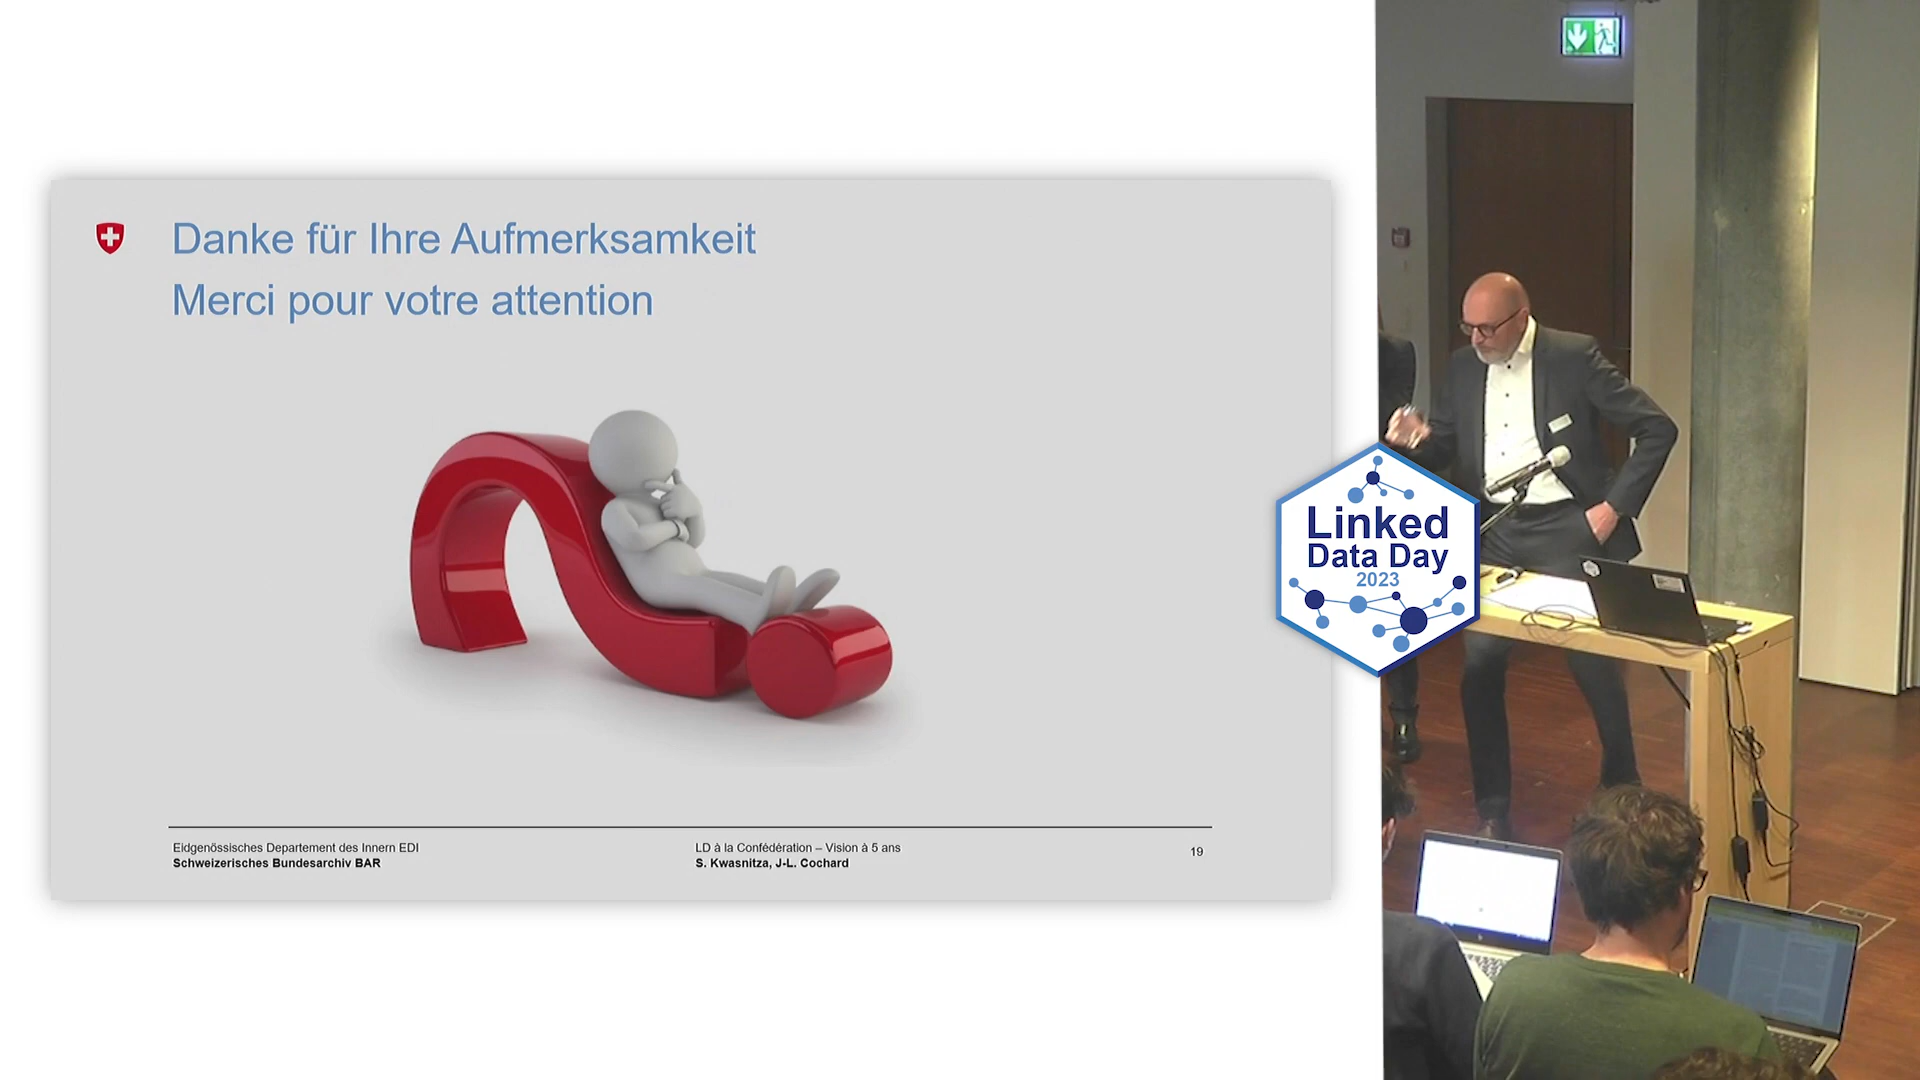 Danke für Ihre Aufmerksamkeit
Merci pour votre attention
Eidgenössisches Departement des Innern EDI
Schweizerisches Bundesarchiv BAR
LD à la Confédération – Vision à 5 ans
S. Kwasnitza, J-L. Cochard
19
Linked
Data Day
2023